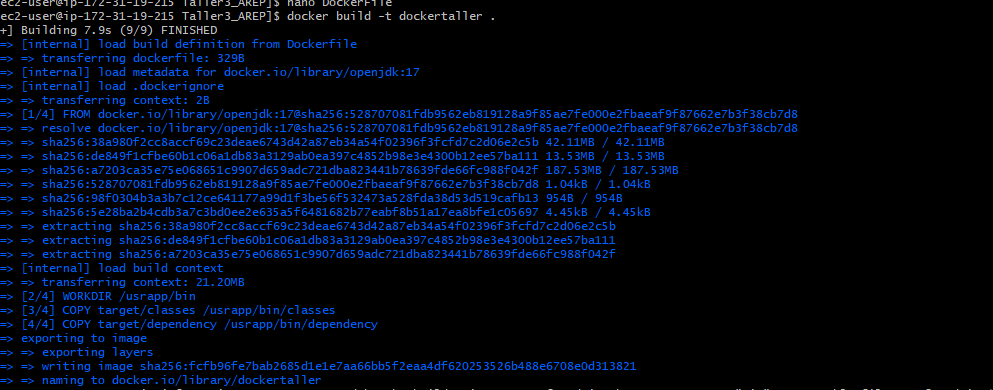 ec2-user@ip-172-31-19-215 Taller3_AREP]$ nano DockerFile
ec2-user@ip-172-31-19-215 Taller3_AREP]$ docker build -t dockertaller .
+] Building 7.9s (9/9) FINISHED
=> [internal] load build definition from Dockerfile
=> => transferring dockerfile: 329B
=> [internal] load metadata for docker.io/library/openjdk:17
=> [internal] load .dockerignore
=> => transferring context: 2B
=> [1/4] FROM docker.io/library/openjdk:17@sha256:528707081fdb9562eb819128a9f85ae7fe000e2fbaeaf9f87662e7b3f38cb7d8
=> => resolve docker.io/library/openjdk:17@sha256:528707081fdb9562eb819128a9f85ae7fe000e2fbaeaf9f87662e7b3f38cb7d8
=> => sha256:38a980f2cc8accf69c23deae6743d42a87eb34a54f02396f3fcfd7c2d06e2c5b 42.11MB / 42.11MB
=> => sha256:de849f1cfbe60b1c06a1db83a3129ab0ea397c4852b98e3e4300b12ee57ba111 13.53MB / 13.53MB
=> => sha256:a7203ca35e75e068651c9907d659adc721dba823441b78639fde66fc988f042f 187.53MB / 187.53MB
=> => sha256:528707081fdb9562eb819128a9f85ae7fe000e2fbaeaf9f87662e7b3f38cb7d8 1.04kB / 1.04kB
=> => sha256:98f0304b3a3b7c12ce641177a99d1f3be56f532473a528fda38d53d519cafb13 954B / 954B
=> => sha256:5e28ba2b4cdb3a7c3bd0ee2e635a5f6481682b77eabf8b51a17ea8bfe1c05697 4.45kB / 4.45kB
=> => extracting sha256:38a980f2cc8accf69c23deae6743d42a87eb34a54f02396f3fcfd7c2d06e2c5b
=> => extracting sha256:de849f1cfbe60b1c06a1db83a3129ab0ea397c4852b98e3e4300b12ee57ba111
=> => extracting sha256:a7203ca35e75e068651c9907d659adc721dba823441b78639fde66fc988f042f
=> [internal] load build context
=> => transferring context: 21.20MB
=> [2/4] WORKDIR /usrapp/bin
=> [3/4] COPY target/classes /usrapp/bin/classes
=> [4/4] COPY target/dependency /usrapp/bin/dependency
=> exporting to image
=> => exporting layers
=> => writing image sha256:fcfb96fe7bab2685d1e1e7aa66bb5f2eaa4df620253526b488e6708e0d313821
=> => naming to docker.io/library/dockertaller